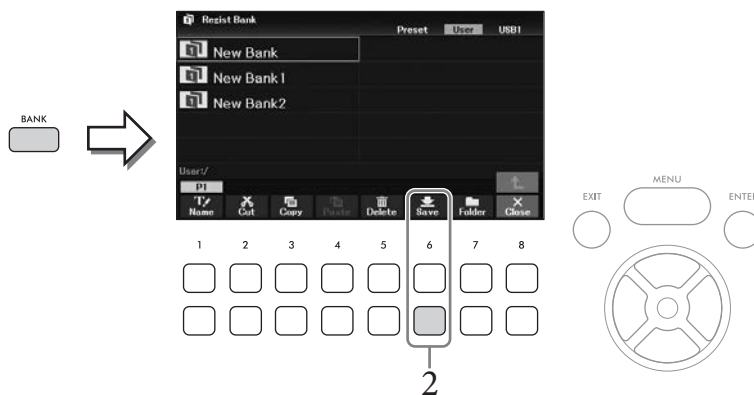 Regist Bank
Preset User USB1
New Bank
New Bank1
New Bank2
BANK
User:/
P1
Name Cut Copy Paste Delete Save Folder Close
MENU
EXIT
ENTER
1 2 3 4 5 6 7 8
2